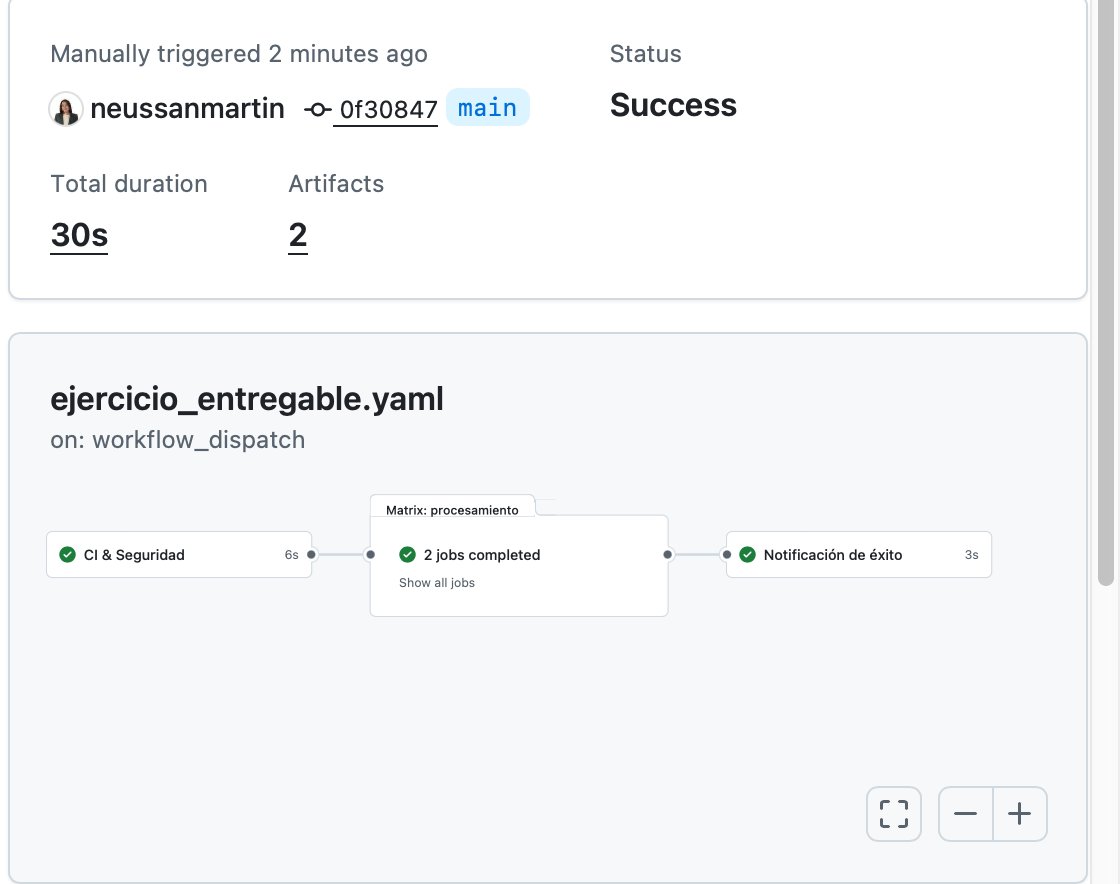 Manually triggered 2 minutes ago
Status
neussanmartin 0f30847 main
Success
Total duration
Artifacts
30s
2
ejercicio_entregable.yaml
on: workflow_dispatch
Matrix: procesamiento
CI & Seguridad 6s
2 jobs completed
Show all jobs
Notificación de éxito 3s